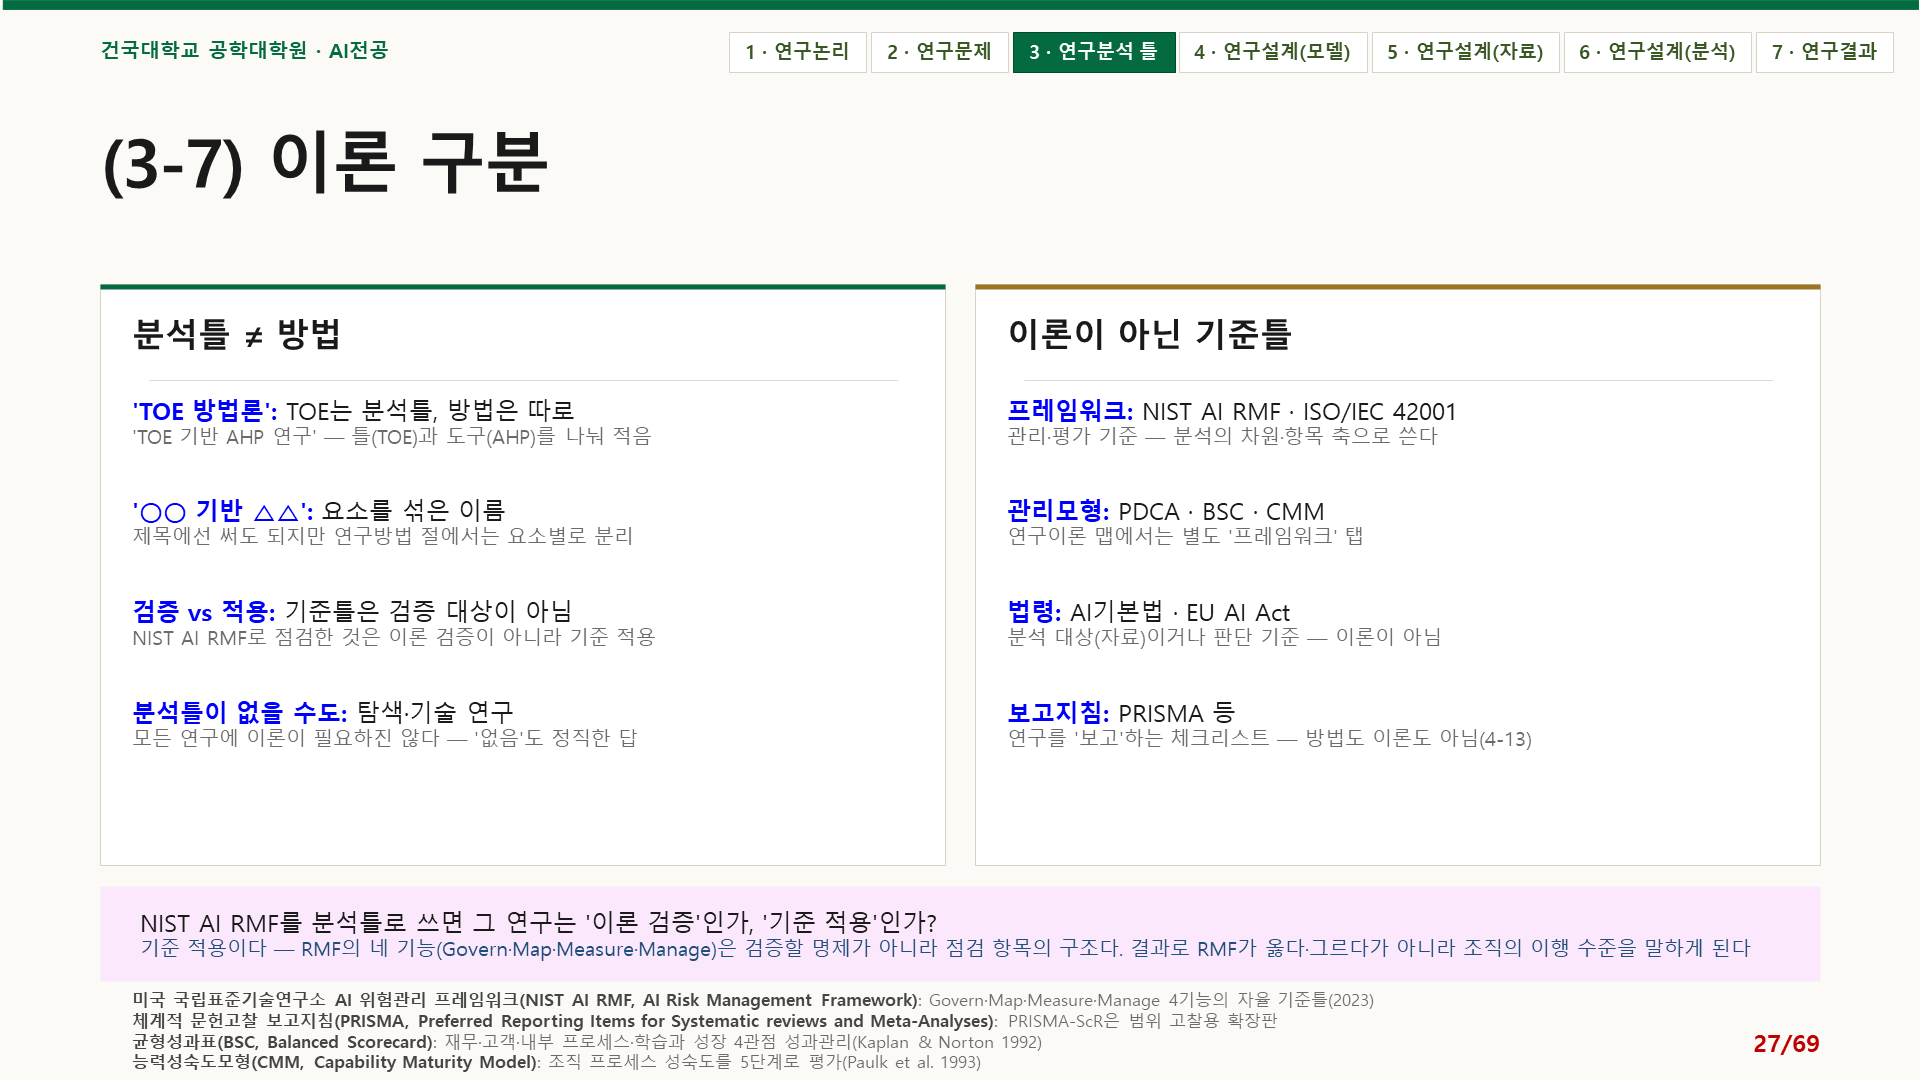 건국대학교 공학대학원 · AI전공
1 · 연구논리
2 · 연구문제
3 · 연구분석 틀
4 · 연구설계(모델)
5 · 연구설계(자료)
6 · 연구설계(분석)
7 · 연구결과
(3-7) 이론 구분
분석틀 ≠ 방법
'TOE 방법론': TOE는 분석틀, 방법은 따로
'TOE 기반 AHP 연구' — 틀(TOE)과 도구(AHP)를 나눠 적음
'○○ 기반 △△': 요소를 섞은 이름
제목에선 써도 되지만 연구방법 절에서는 요소별로 분리
검증 vs 적용: 기준틀은 검증 대상이 아님
NIST AI RMF로 점검한 것은 이론 검증이 아니라 기준 적용
분석틀이 없을 수도: 탐색·기술 연구
모든 연구에 이론이 필요하진 않다 — '없음'도 정직한 답
이론이 아닌 기준틀
프레임워크: NIST AI RMF · ISO/IEC 42001
관리·평가 기준 — 분석의 차원·항목 축으로 쓴다
관리모형: PDCA · BSC · CMM
연구이론 맵에서는 별도 '프레임워크' 탭
법령: AI기본법 · EU AI Act
분석 대상(자료)이거나 판단 기준 — 이론이 아님
보고지침: PRISMA 등
연구를 '보고'하는 체크리스트 — 방법도 이론도 아님(4-13)
NIST AI RMF를 분석틀로 쓰면 그 연구는 '이론 검증'인가, '기준 적용'인가?
기준 적용이다 — RMF의 네 기능(Govern·Map·Measure·Manage)은 검증할 명제가 아니라 점검 항목의 구조다. 결과로 RMF가 옳다·그르다가 아니라 조직의 이행 수준을 말하게 된다
미국 국립표준기술연구소 AI 위험관리 프레임워크(NIST AI RMF, AI Risk Management Framework): Govern·Map·Measure·Manage 4기능의 자율 기준틀(2023)
체계적 문헌고찰 보고지침(PRISMA, Preferred Reporting Items for Systematic reviews and Meta-Analyses): PRISMA-ScR은 범위 고찰용 확장판
균형성과표(BSC, Balanced Scorecard): 재무·고객·내부 프로세스·학습과 성장 4관점 성과관리(Kaplan & Norton 1992)
능력성숙도모형(CMM, Capability Maturity Model): 조직 프로세스 성숙도를 5단계로 평가(Paulk et al. 1993)
27/69